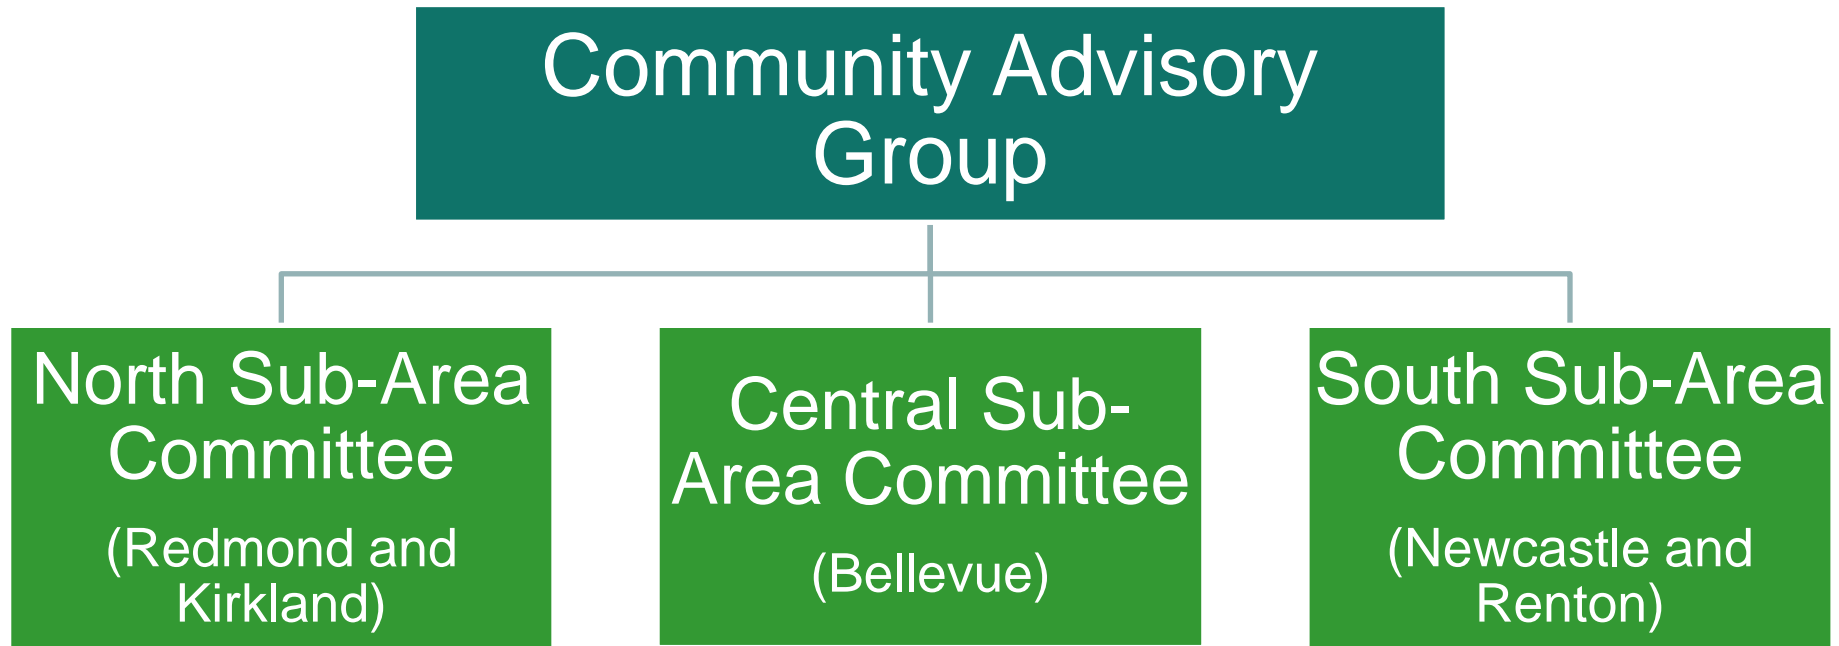 Community Advisory
Group
North Sub-Area
Committee
(Redmond and
Kirkland)
Central Sub-
Area Committee
(Bellevue)
South Sub-Area
Committee
(Newcastle and
Renton)